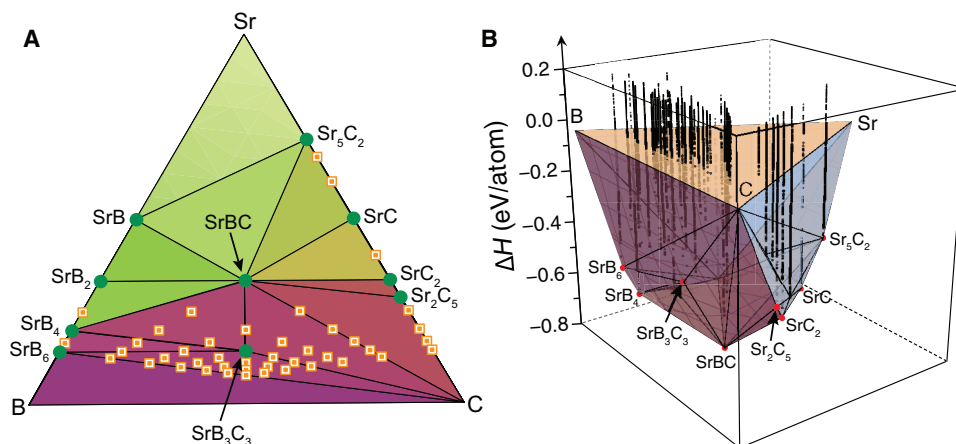 A
Sr
Sr5C2
SrB
SrBC
SrC
SrB2
SrC2
Sr2C5
SrB4
SrB6
B
C
SrB3C3
B
0.2
0.0
−0.2
−0.4
−0.6
−0.8
ΔH (eV/atom)
B
Sr
C
Sr5C2
SrB6
SrB4
SrB3C3
SrC
SrC2
Sr2C5
SrBC